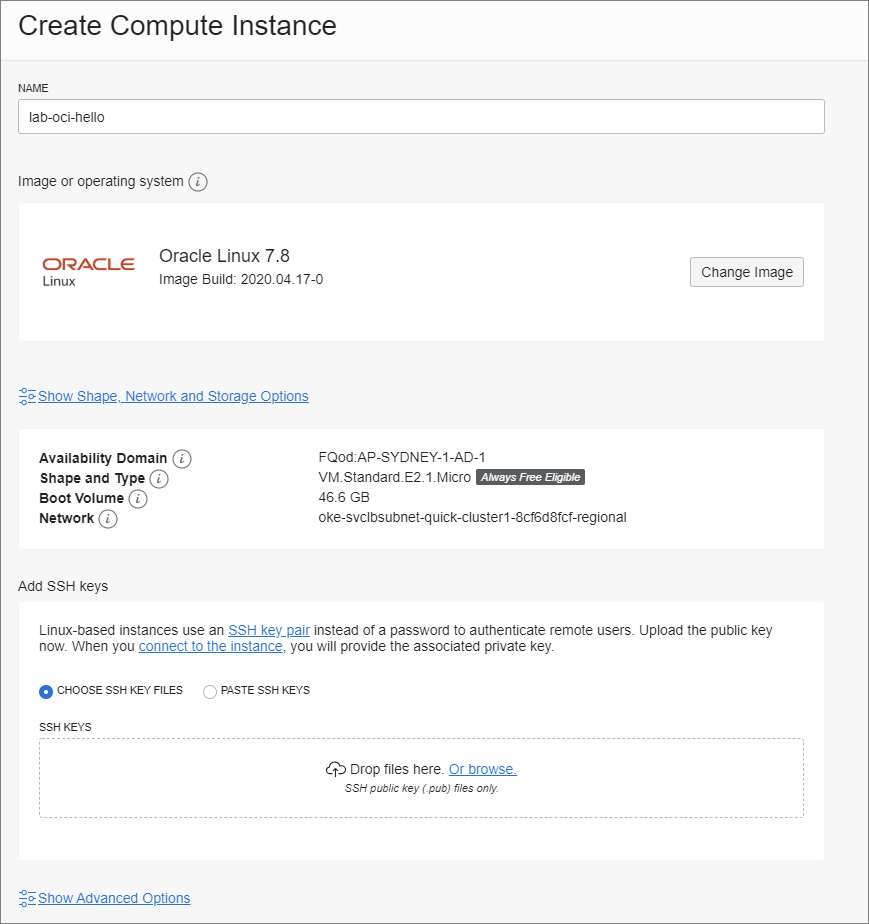 Create Compute Instance
NAME
lab-oci-hello
Image or operating system i
ORACLE
Linux
Oracle Linux 7.8
Image Build: 2020.04.17-0
Change Image
Show Shape, Network and Storage Options
Availability Domain i FQod:AP-SYDNEY-1-AD-1
Shape and Type i VM.Standard.E2.1.Micro Always Free Eligible
Boot Volume i 46.6 GB
Network i oke-svclbsubnet-quick-cluster1-8cf6d8fcf-regional
Add SSH keys
Linux-based instances use an SSH key pair instead of a password to authenticate remote users. Upload the public key
now. When you connect to the instance, you will provide the associated private key.
CHOOSE SSH KEY FILES PASTE SSH KEYS
SSH KEYS
Drop files here. Or browse.
SSH public key (.pub) files only.
Show Advanced Options